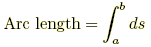 Arc length = ∫_a^b ds